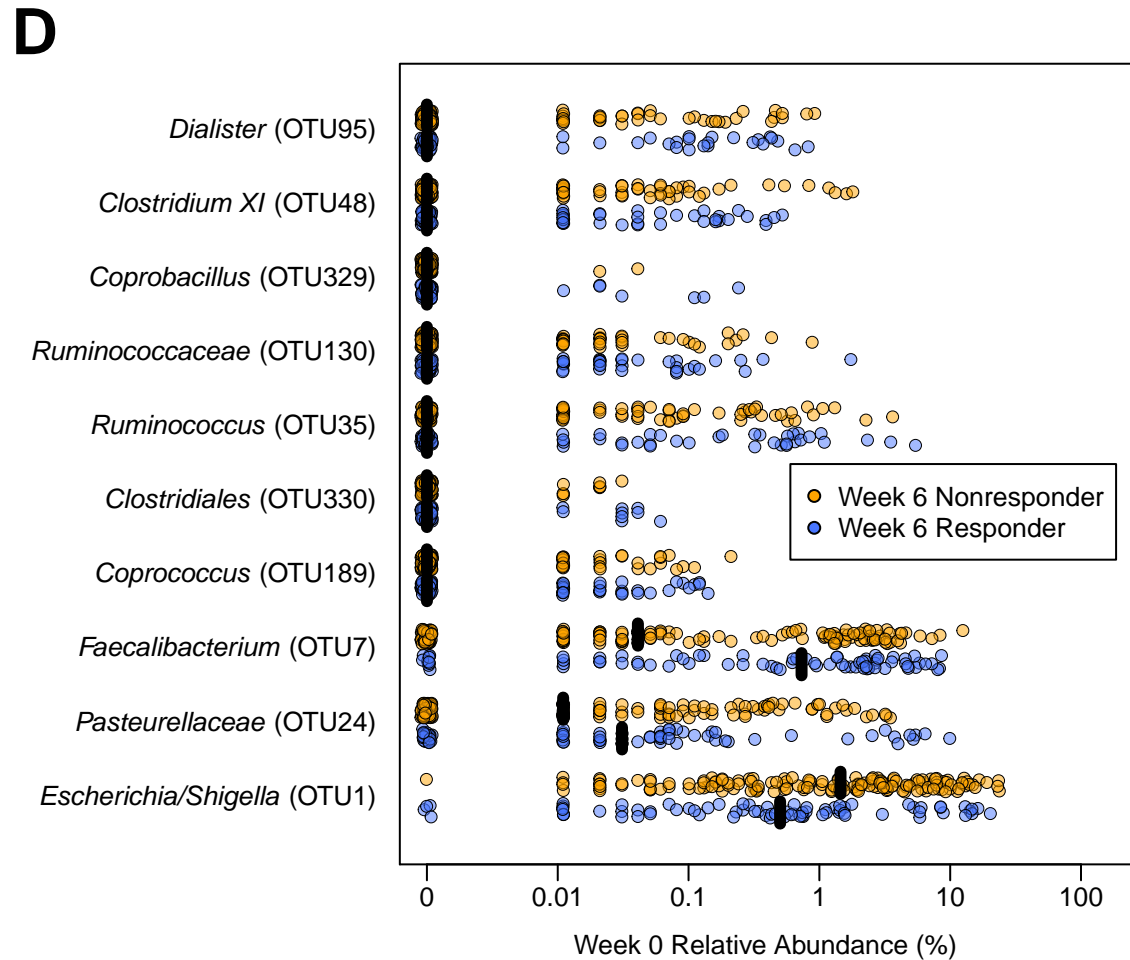 D
Dialister (OTU95)
Clostridium XI (OTU48)
Coprobacillus (OTU329)
Ruminococcaceae (OTU130)
Ruminococcus (OTU35)
Clostridiales (OTU330)
Coprococcus (OTU189)
Faecalibacterium (OTU7)
Pasteurellaceae (OTU24)
Escherichia/Shigella (OTU1)
Week 6 Nonresponder
Week 6 Responder
0 0.01 0.1 1 10 100
Week 0 Relative Abundance (%)